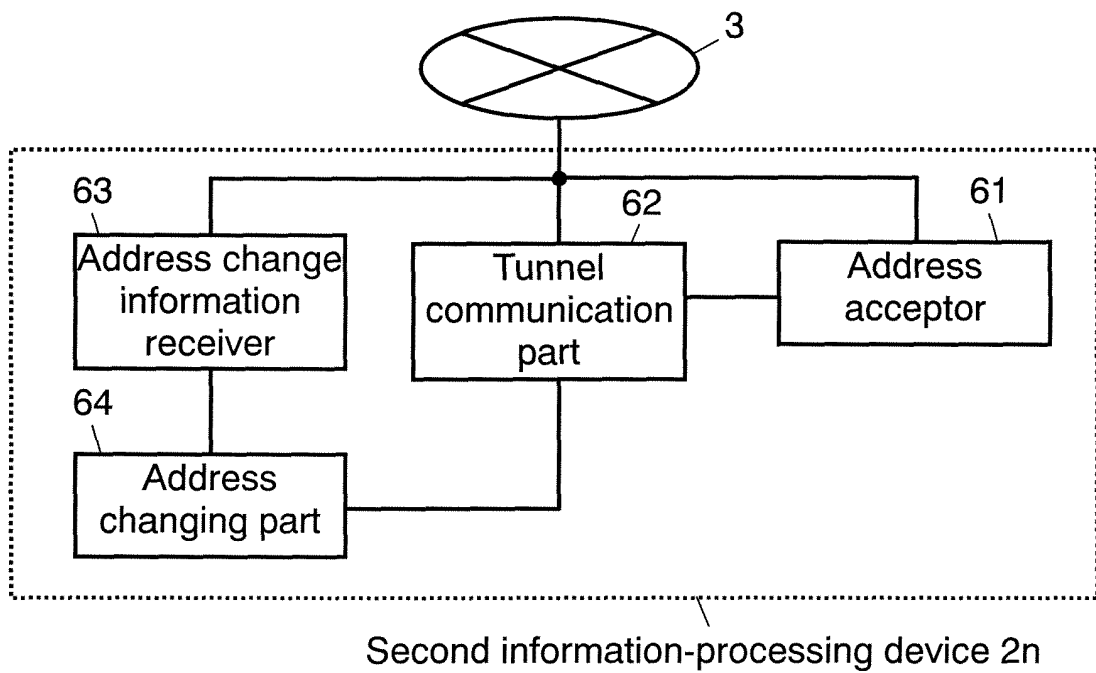 3
63
62
61
Address change
information
receiver
Tunnel
communication
part
Address
acceptor
64
Address
changing part
Second information-processing device 2n